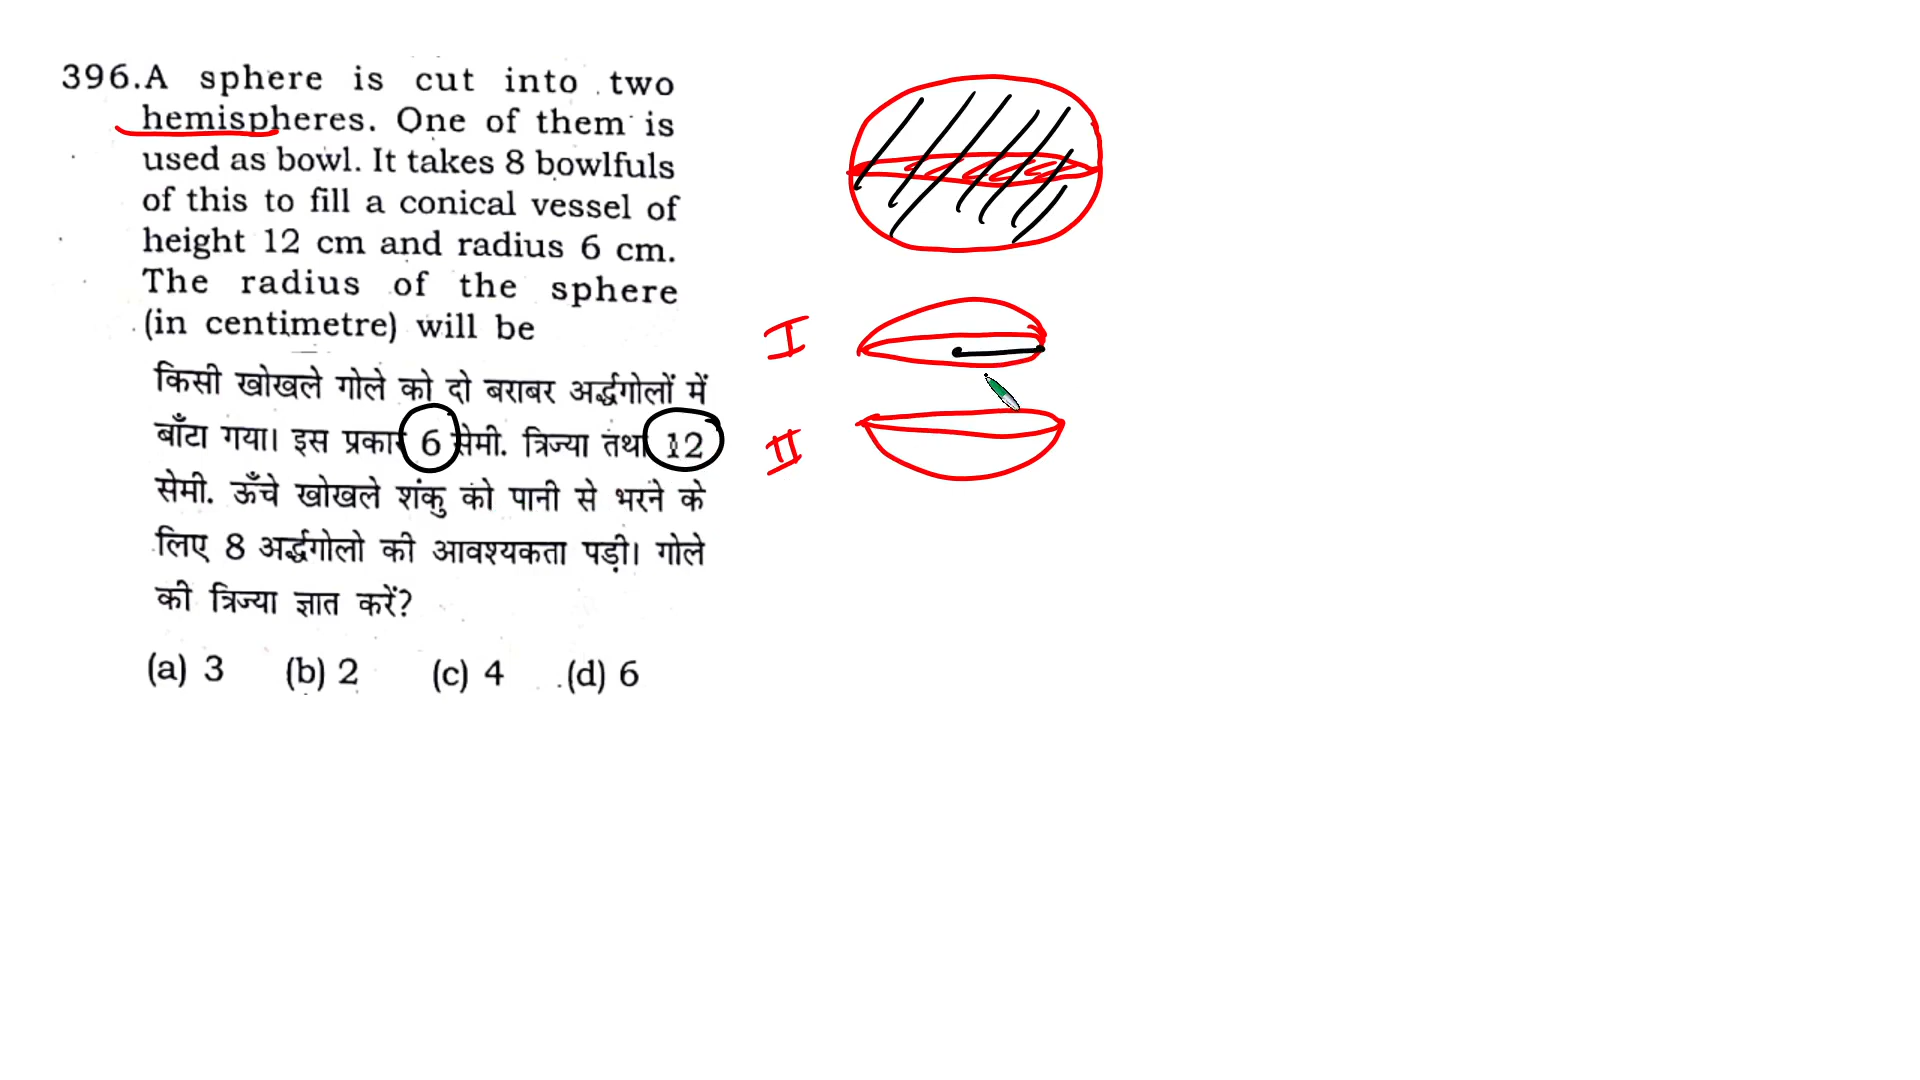 396.A sphere is cut into two
hemispheres. One of them is
used as bowl. It takes 8 bowlfuls
of this to fill a conical vessel of
height 12 cm and radius 6 cm.
The radius of the sphere
(in centimetre) will be
किसी खोखले गोले को दो बराबर अर्द्धगोलों में
बाँटा गया। इस प्रकार 6 सेमी. त्रिज्या तथा 12
सेमी. ऊँचे खोखले शंकु को पानी से भरने के
लिए 8 अर्द्धगोलो की आवश्यकता पड़ी। गोले
की त्रिज्या ज्ञात करें?
(a) 3 (b) 2 (c) 4 (d) 6
I
II